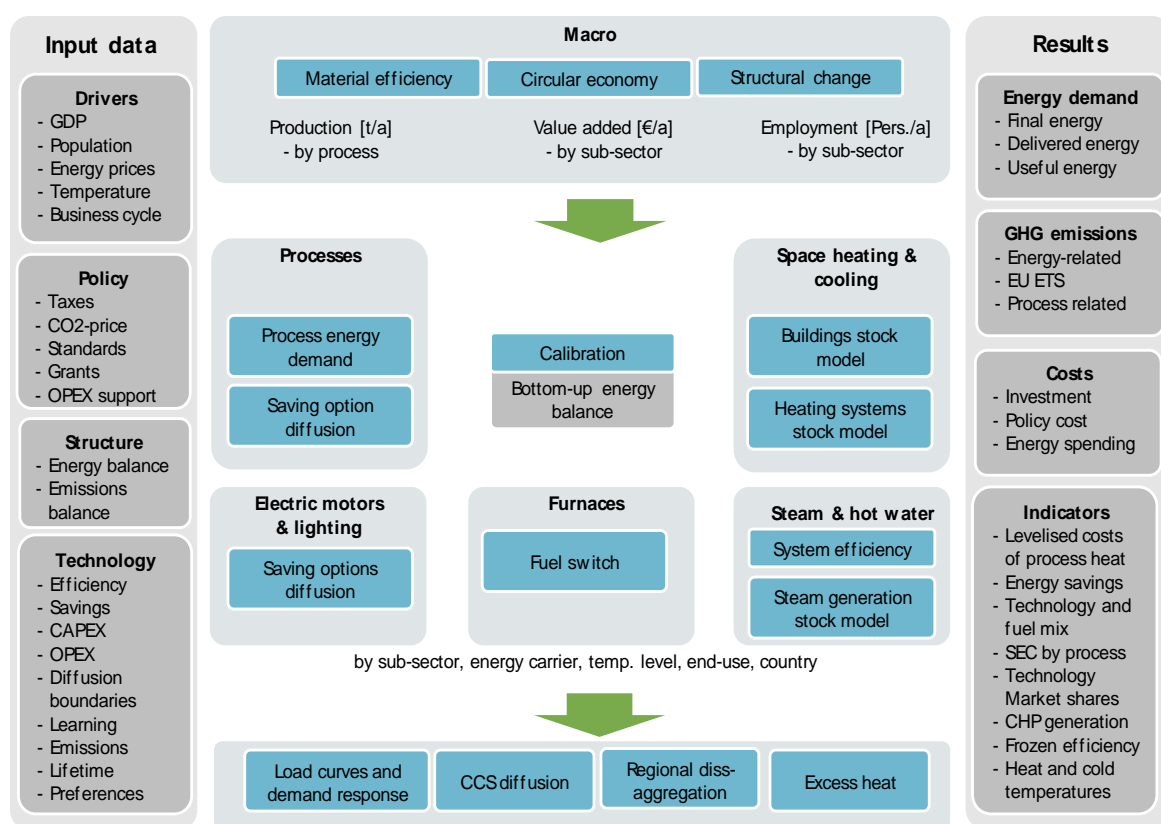 Input data
Drivers
- GDP
- Population
- Energy prices
- Temperature
- Business cycle
Policy
- Taxes
- CO2-price
- Standards
- Grants
- OPEX support
Structure
- Energy balance
- Emissions
balance
Technology
- Efficiency
- Savings
- CAPEX
- OPEX
- Diffusion
boundaries
- Learning
- Emissions
- Lifetime
- Preferences
Macro
Material efficiency
Circular economy
Structural change
Production [t/a]
- by process
Value added [€/a]
- by sub-sector
Employment [Pers./a]
- by sub-sector
Processes
Process energy
demand
Saving option
diffusion
Calibration
Bottom-up energy
balance
Space heating &
cooling
Buildings stock
model
Heating systems
stock model
Electric motors
& lighting
Saving options
diffusion
Furnaces
Fuel switch
Steam & hot water
System efficiency
Steam generation
stock model
by sub-sector, energy carrier, temp. level, end-use, country
Load curves and
demand response
CCS diffusion
Regional diss-
aggregation
Excess heat
Results
Energy demand
- Final energy
- Delivered energy
- Useful energy
GHG emissions
- Energy-related
- EU ETS
- Process related
Costs
- Investment
- Policy cost
- Energy spending
Indicators
- Levelised costs
of process heat
- Energy savings
- Technology and
fuel mix
- SEC by process
- Technology
Market shares
- CHP generation
- Frozen efficiency
- Heat and cold
temperatures